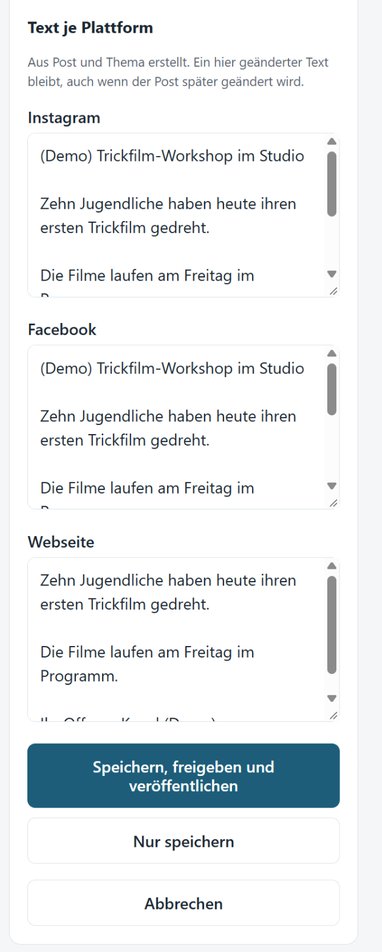 Text je Plattform
Aus Post und Thema erstellt. Ein hier geänderter Text
bleibt, auch wenn der Post später geändert wird.
Instagram
(Demo) Trickfilm-Workshop im Studio
Zehn Jugendliche haben heute ihren
ersten Trickfilm gedreht.
Die Filme laufen am Freitag im
Facebook
(Demo) Trickfilm-Workshop im Studio
Zehn Jugendliche haben heute ihren
ersten Trickfilm gedreht.
Die Filme laufen am Freitag im
Webseite
Zehn Jugendliche haben heute ihren
ersten Trickfilm gedreht.
Die Filme laufen am Freitag im
Programm.
Speichern, freigeben und
veröffentlichen
Nur speichern
Abbrechen